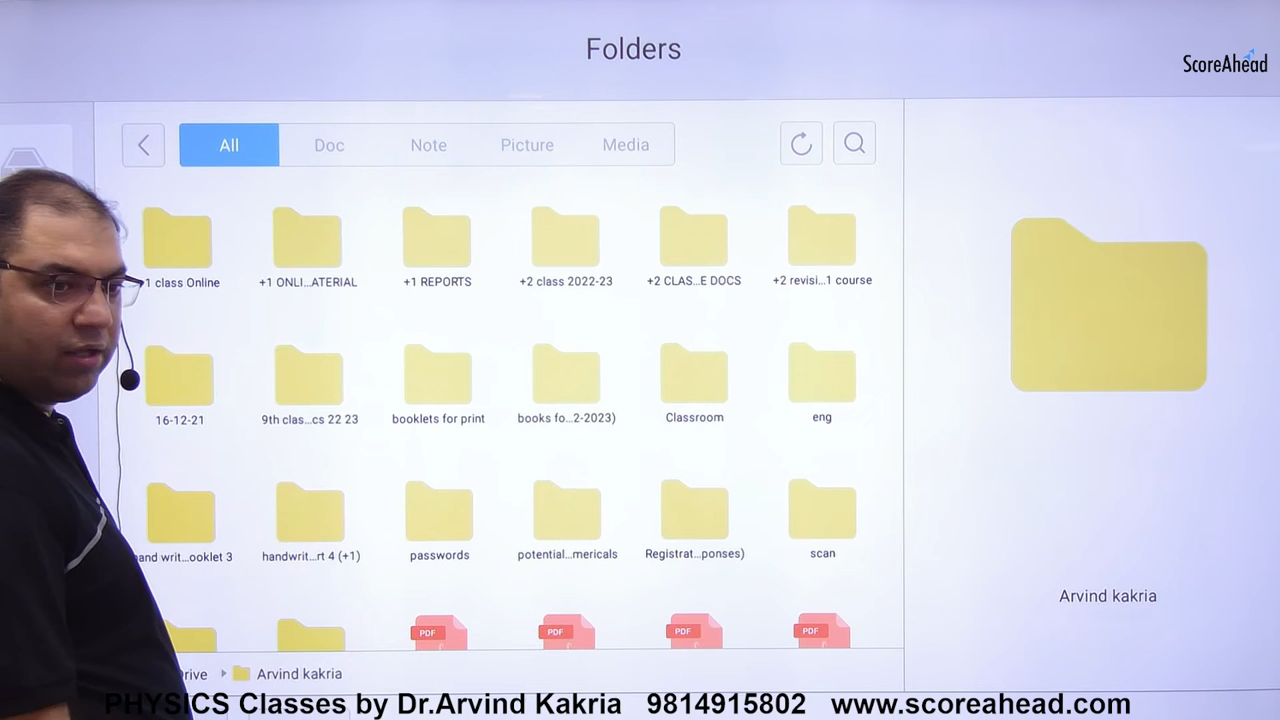 Folders
ScoreAhead
All Doc Note Picture Media
1 class Online +1 ONLI...ATERIAL +1 REPORTS +2 class 2022-23 +2 CLAS...E DOCS +2 revisi...1 course
16-12-21 9th clas...cs 22 23 booklets for print books fo...2-2023) Classroom eng
and writ...ooklet 3 handwrit...rt 4 (+1) passwords potential...mericals Registrat...ponses) scan
PDF PDF PDF PDF
Arvind kakria
rive Arvind kakria
PHYSICS Classes by Dr.Arvind Kakria 9814915802 www.scoreahead.com